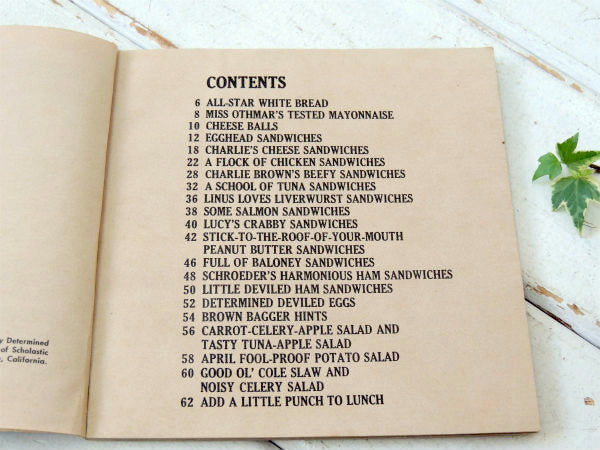 CONTENTS
6 ALL-STAR WHITE BREAD
8 MISS OTHMAR'S TESTED MAYONNAISE
10 CHEESE BALLS
12 EGGHEAD SANDWICHES
18 CHARLIE'S CHEESE SANDWICHES
22 A FLOCK OF CHICKEN SANDWICHES
28 CHARLIE BROWN'S BEEFY SANDWICHES
32 A SCHOOL OF TUNA SANDWICHES
36 LINUS LOVES LIVERWURST SANDWICHES
38 SOME SALMON SANDWICHES
40 LUCY'S CRABBY SANDWICHES
42 STICK-TO-THE-ROOF-OF-YOUR-MOUTH
PEANUT BUTTER SANDWICHES
46 FULL OF BALONEY SANDWICHES
48 SCHROEDER'S HARMONIOUS HAM SANDWICHES
50 LITTLE DEVILED HAM SANDWICHES
52 DETERMINED DEVILED EGGS
54 BROWN BAGGER HINTS
56 CARROT-CELERY-APPLE SALAD AND
TASTY TUNA-APPLE SALAD
58 APRIL FOOL-PROOF POTATO SALAD
60 GOOD OL' COLE SLAW AND
NOISY CELERY SALAD
62 ADD A LITTLE PUNCH TO LUNCH
y Determined
of Scholastic
, California.